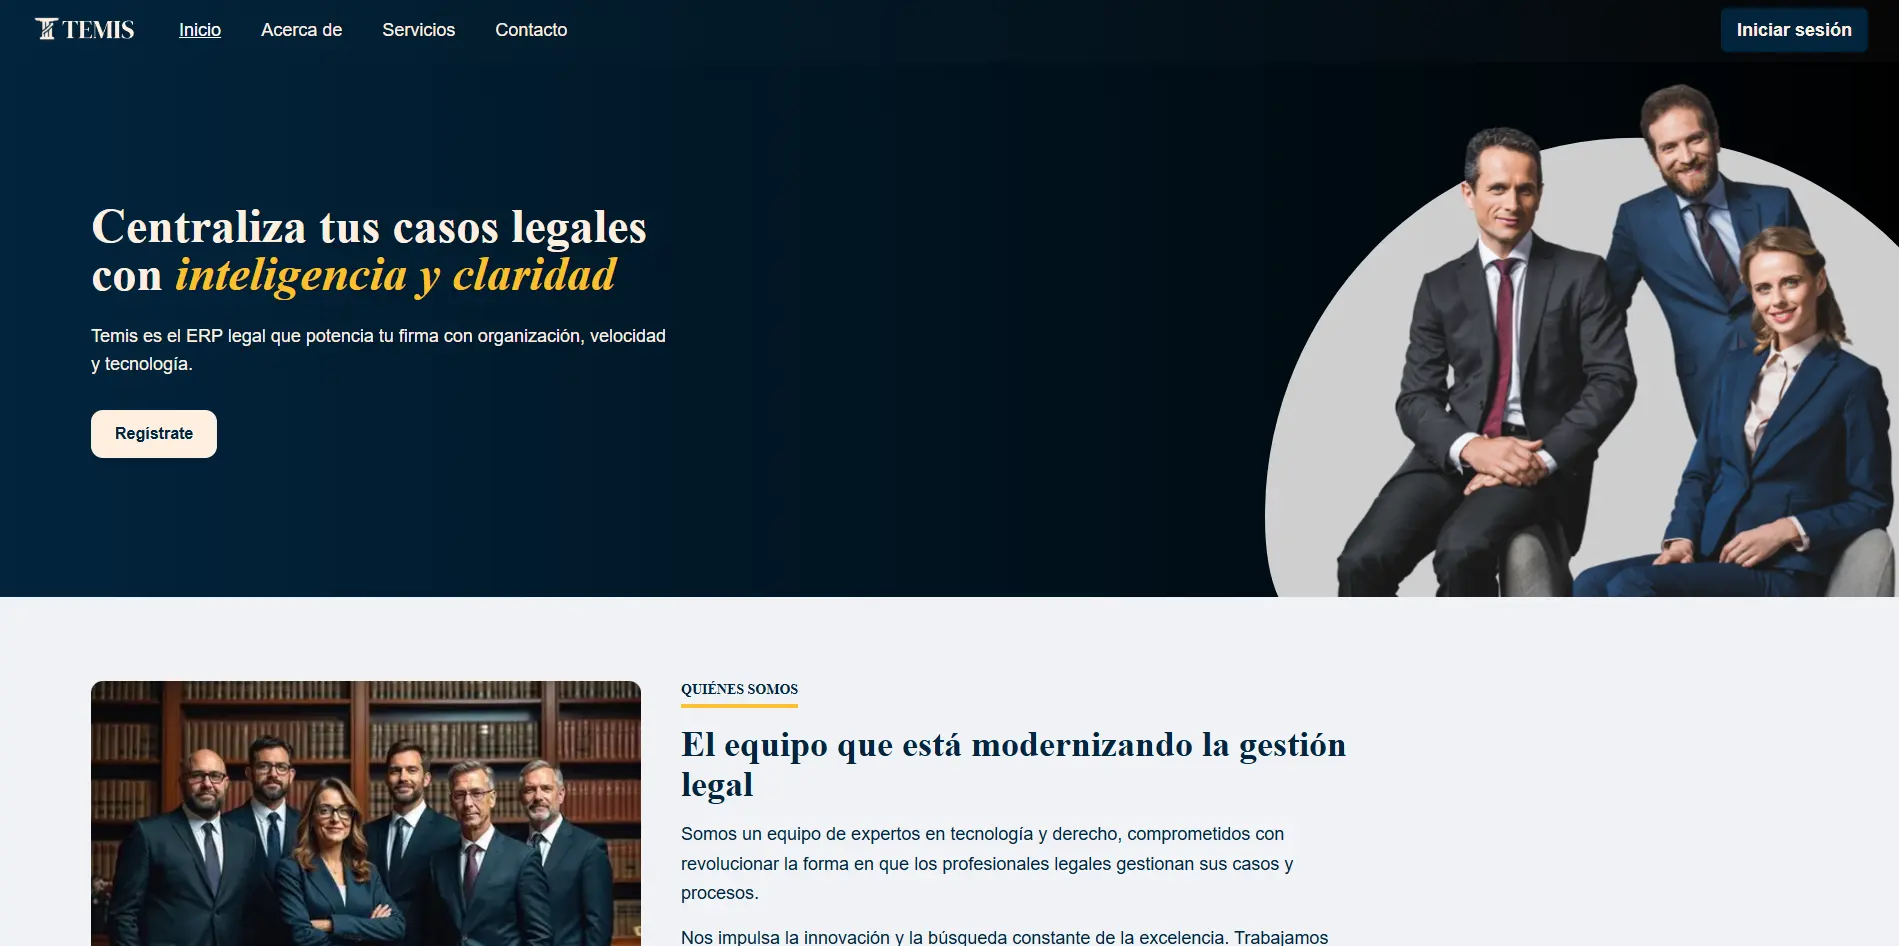 TEMIS
Inicio
Acerca de
Servicios
Contacto
Iniciar sesión
Centraliza tus casos legales
con inteligencia y claridad
Temis es el ERP legal que potencia tu firma con organización, velocidad
y tecnología.
Regístrate
QUIÉNES SOMOS
El equipo que está modernizando la gestión
legal
Somos un equipo de expertos en tecnología y derecho, comprometidos con
revolucionar la forma en que los profesionales legales gestionan sus casos y
procesos.
Nos impulsa la innovación y la búsqueda constante de la excelencia. Trabajamos